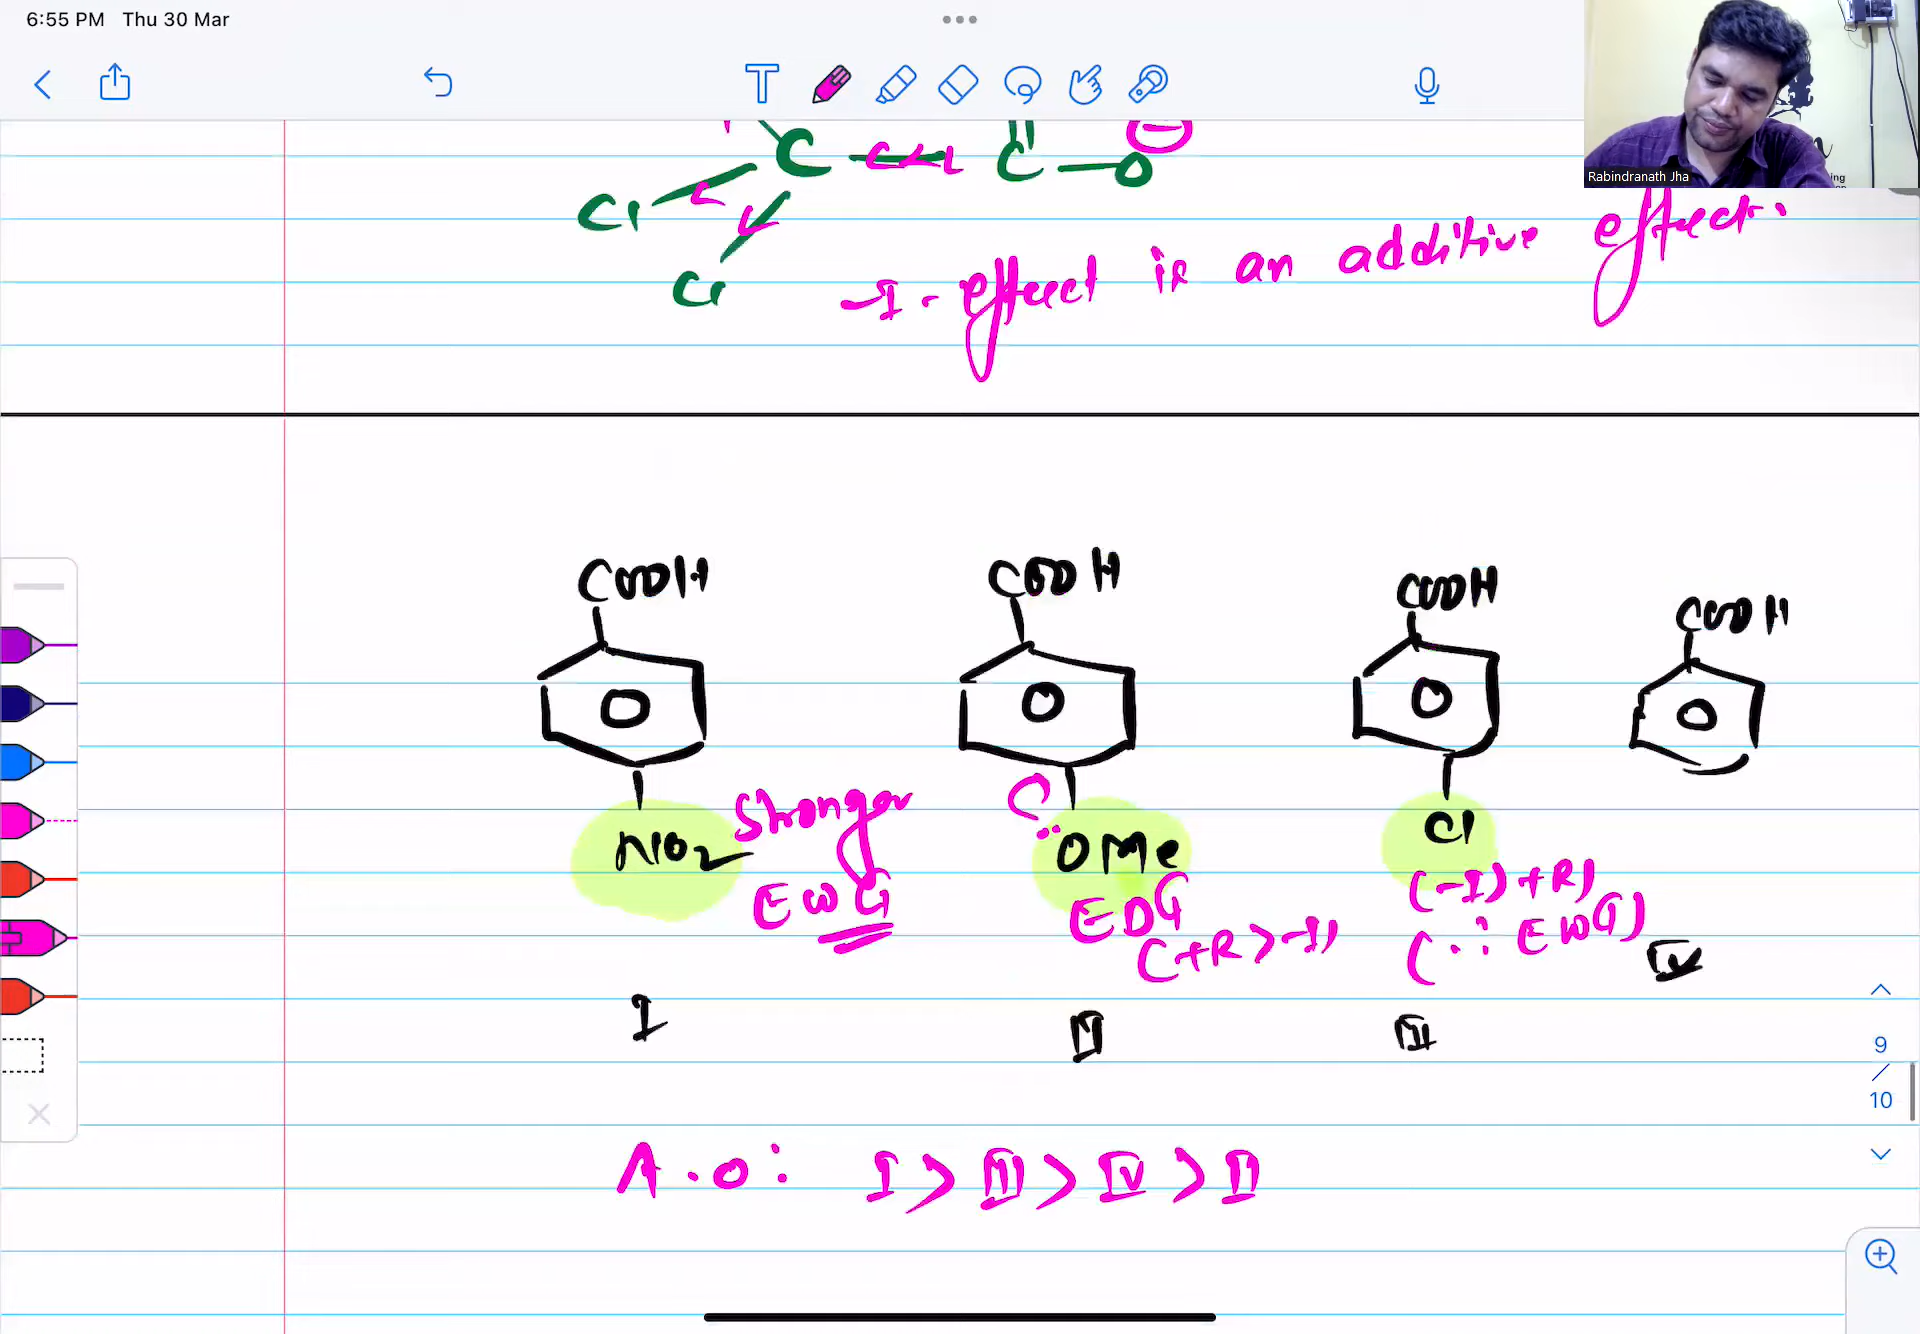 6:55 PM Thu 30 Mar
Rabindranath Jha
C C O
Cl
Cl
-I - effect is an additive effect.
COOH COOH COOH COOH
NO2 Stronger EWG
OMe EDG (+R > -I)
Cl (-I) + R) (∴ EWG)
I II III IV
A.O: I > III > IV > II
9
/
10